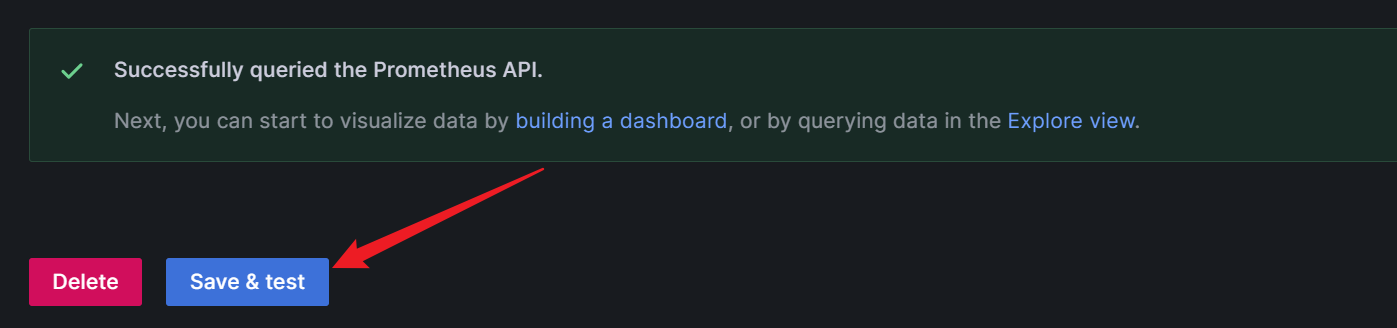 Successfully queried the Prometheus API.
Next, you can start to visualize data by building a dashboard, or by querying data in the Explore view.
Delete
Save & test